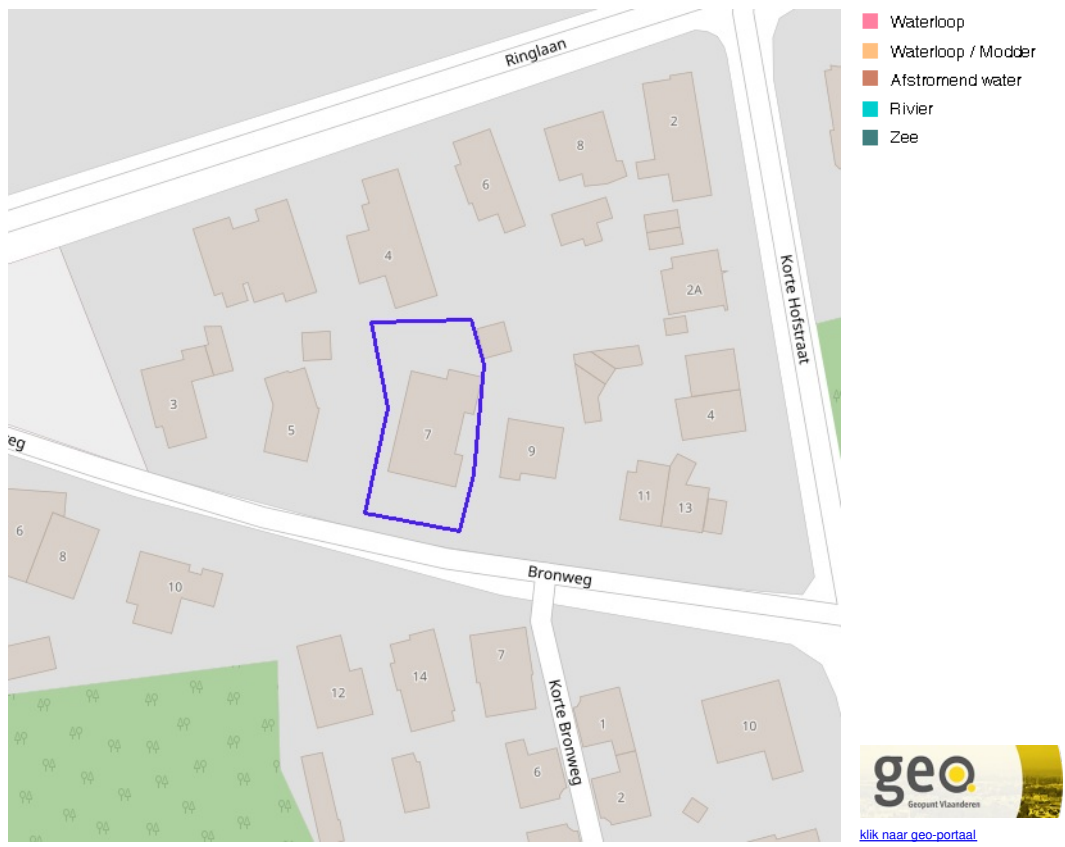 Ringlaan
2
8
6
4
Korte Hofstraat
2A
3
5
7
9
4
11
13
eg
Bronweg
6
8
10
12
14
7
Korte Bronweg
1
10
6
2
Waterloop
Waterloop / Modder
Afstromend water
Rivier
Zee
geo
Geopunt Vlaanderen
klik naar geo-portaal